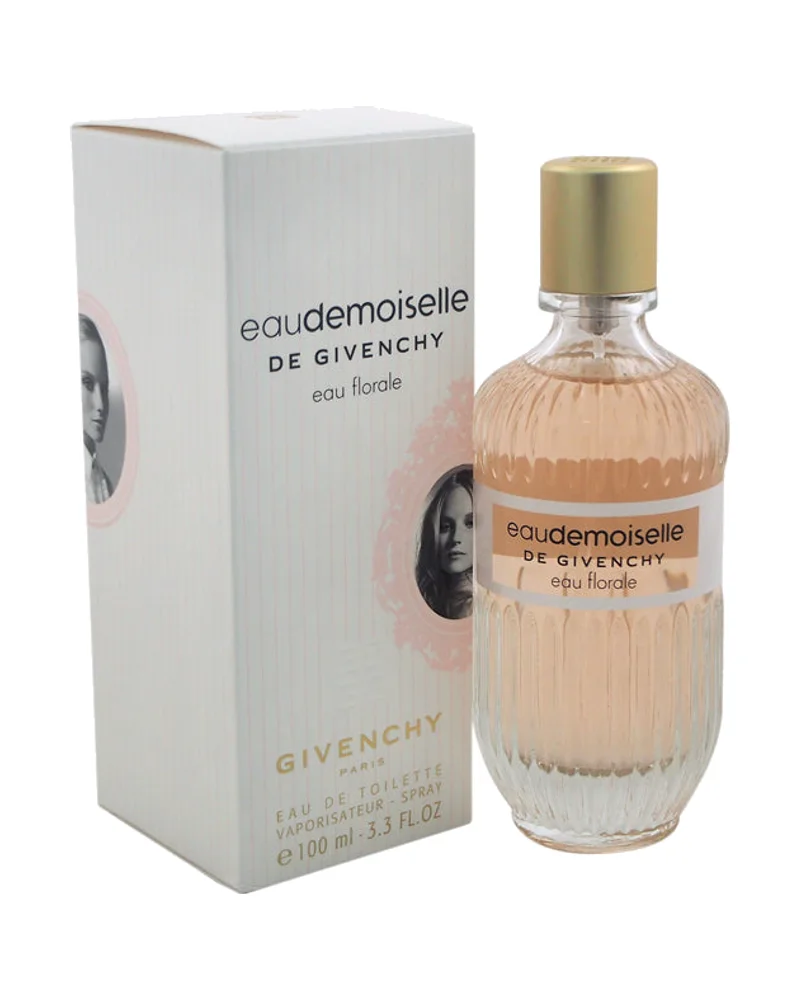 eaudemoiselle
DE GIVENCHY
eau florale
GIVENCHY
PARIS
EAU DE TOILETTE
VAPORISATEUR - SPRAY
e 100 ml - 3.3 FL.OZ
eaudemoiselle
DE GIVENCHY
eau florale